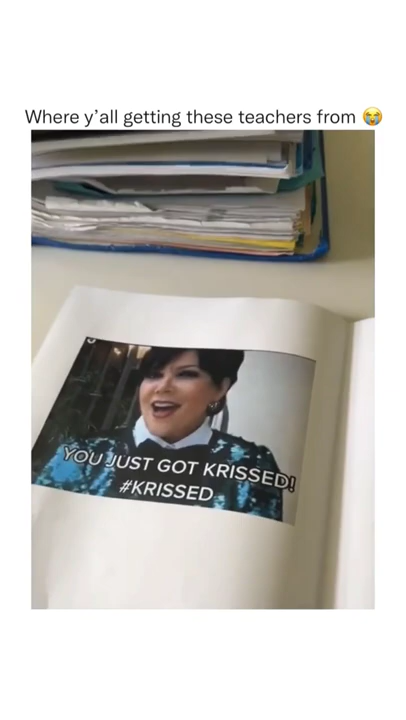 Where y’all getting these teachers from 😭
YOU JUST GOT KRISSED!
#KRISSED